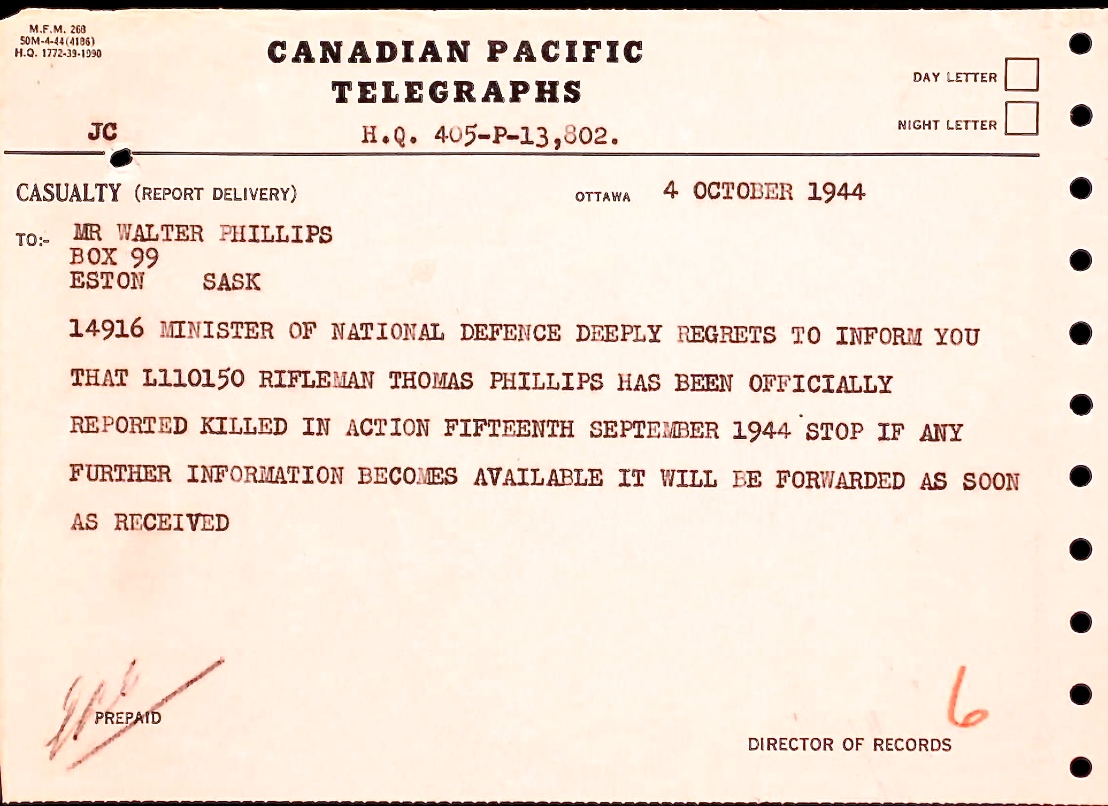 M.F.M. 268
50M-4-44(4186)
H.Q. 1772-39-1990
CANADIAN PACIFIC
TELEGRAPHS
DAY LETTER
NIGHT LETTER
JC
H.Q. 405-P-13,802.
CASUALTY (REPORT DELIVERY)
OTTAWA 4 OCTOBER 1944
TO:- MR WALTER PHILLIPS
BOX 99
ESTON SASK
14916 MINISTER OF NATIONAL DEFENCE DEEPLY REGRETS TO INFORM YOU
THAT L110150 RIFLEMAN THOMAS PHILLIPS HAS BEEN OFFICIALLY
REPORTED KILLED IN ACTION FIFTEENTH SEPTEMBER 1944 STOP IF ANY
FURTHER INFORMATION BECOMES AVAILABLE IT WILL BE FORWARDED AS SOON
AS RECEIVED
PREPAID
6
DIRECTOR OF RECORDS